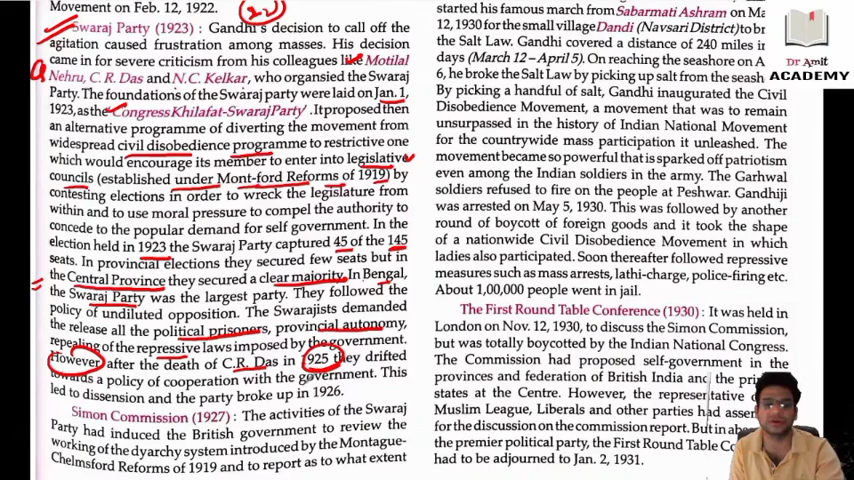 Movement on Feb. 12, 1922.
22
Swaraj Party (1923) : Gandhi's decision to call off the
agitation caused frustration among masses. His decision
came in for severe criticism from his colleagues like Motilal
Nehru, C.R. Das and N.C. Kelkar, who organsied the Swaraj
Party. The foundations of the Swaraj party were laid on Jan. 1,
1923, as the 'Congress Khilafat-Swaraj Party'. It proposed then
an alternative programme of diverting the movement from
widespread civil disobedience programme to restrictive one
which would encourage its member to enter into legislative
councils (established under Mont-ford Reforms of 1919) by
contesting elections in order to wreck the legislature from
within and to use moral pressure to compel the authority to
concede to the popular demand for self government. In the
election held in 1923 the Swaraj Party captured 45 of the 145
seats. In provincial elections they secured few seats but in
the Central Province they secured a clear majority. In Bengal,
the Swaraj Party was the largest party. They followed the
policy of undiluted opposition. The Swarajists demanded
the release all the political prisoners, provincial autonomy,
repealing of the repressive laws imposed by the government.
However after the death of C.R. Das in 1925 they drifted
towards a policy of cooperation with the government. This
led to dissension and the party broke up in 1926.
Simon Commission (1927) : The activities of the Swaraj
Party had induced the British government to review the
working of the dyarchy system introduced by the Montague-
Chelmsford Reforms of 1919 and to report as to what extent
started his famous march from Sabarmati Ashram on
12, 1930 for the small village Dandi (Navsari District) to
the Salt Law. Gandhi covered a distance of 240 miles
days (March 12 – April 5). On reaching the seashore on
6, he broke the Salt Law by picking up salt from the
By picking a handful of salt, Gandhi inaugurated the Civil
Disobedience Movement, a movement that was to remain
unsurpassed in the history of Indian National Movement
for the countrywide mass participation it unleashed. The
movement became so powerful that is sparked off patriotism
even among the Indian soldiers in the army. The Garhwal
soldiers refused to fire on the people at Peshwar. Gandhiji
was arrested on May 5, 1930. This was followed by another
round of boycott of foreign goods and it took the shape
of a nationwide Civil Disobedience Movement in which
ladies also participated. Soon thereafter followed repressive
measures such as mass arrests, lathi-charge, police-firing etc.
About 1,00,000 people went in jail.
The First Round Table Conference (1930) : It was held in
London on Nov. 12, 1930, to discuss the Simon Commission,
but was totally boycotted by the Indian National Congress.
The Commission had proposed self-government in the
provinces and federation of British India and the
states at the Centre. However, the
Muslim League, Liberals and other parties had
for the discussion on the commission report. But in
the premier political party, the First Round Table
had to be adjourned to Jan. 2, 1931.
Dr Amit
ACADEMY